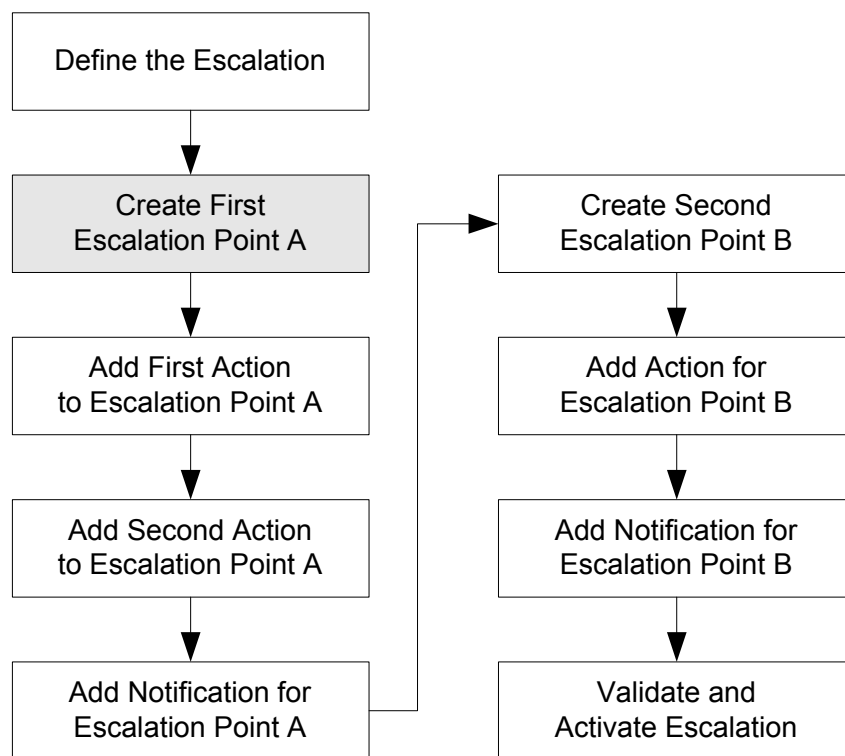 Define the Escalation
Create First
Escalation Point A
Add First Action
to Escalation Point A
Add Second Action
to Escalation Point A
Add Notification for
Escalation Point A
Create Second
Escalation Point B
Add Action for
Escalation Point B
Add Notification for
Escalation Point B
Validate and
Activate Escalation